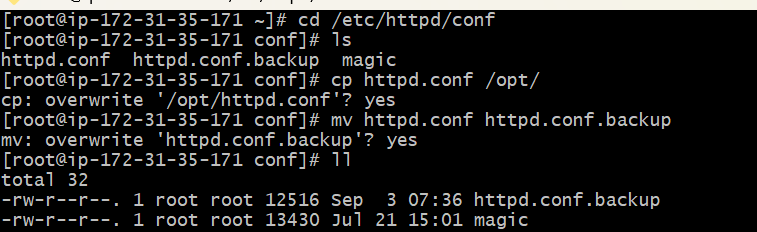 [root@ip-172-31-35-171 ~]# cd /etc/httpd/conf
[root@ip-172-31-35-171 conf]# ls
httpd.conf  httpd.conf.backup  magic
[root@ip-172-31-35-171 conf]# cp httpd.conf /opt/
cp: overwrite '/opt/httpd.conf'? yes
[root@ip-172-31-35-171 conf]# mv httpd.conf httpd.conf.backup
mv: overwrite 'httpd.conf.backup'? yes
[root@ip-172-31-35-171 conf]# ll
total 32
-rw-r--r--. 1 root root 12516 Sep  3 07:36 httpd.conf.backup
-rw-r--r--. 1 root root 13430 Jul 21 15:01 magic